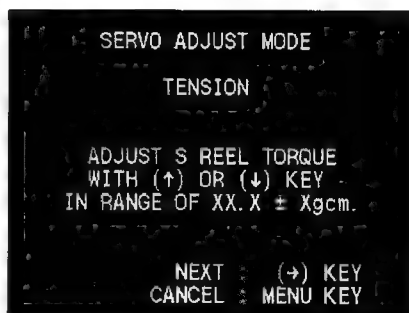 SERVO ADJUST MODE
TENSION
ADJUST S REEL TORQUE
WITH (↑) OR (↓) KEY
IN RANGE OF XX.X ± Xgcm.
NEXT : (→) KEY
CANCEL : MENU KEY